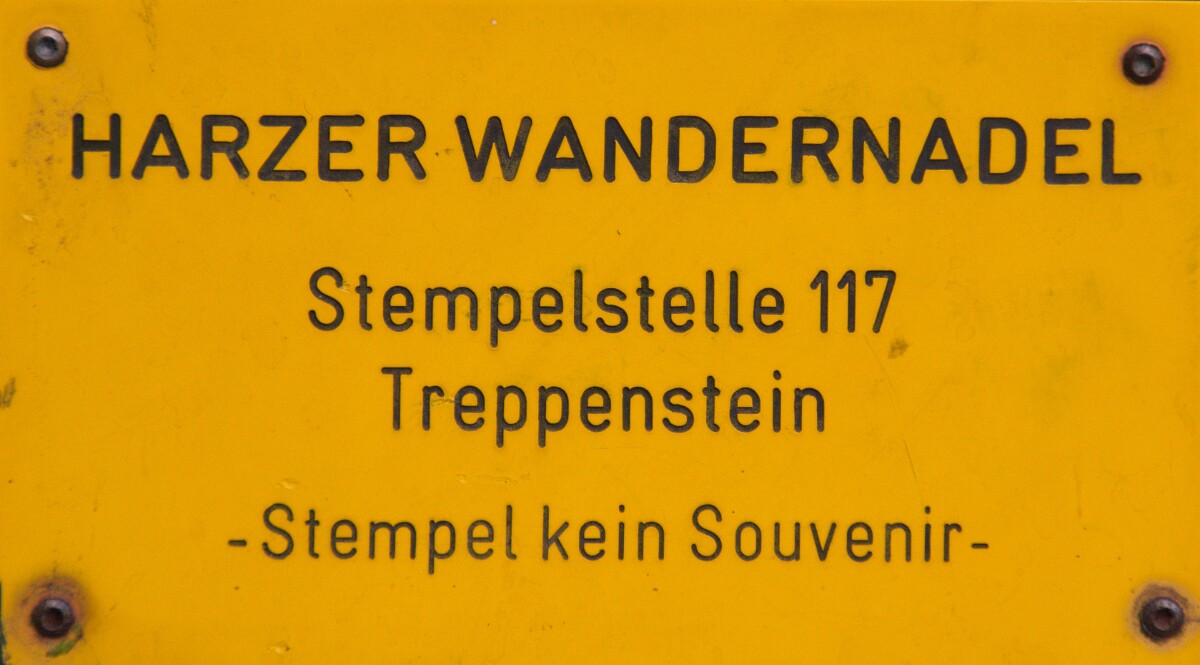 HARZER WANDERNADEL
Stempelstelle 117
Treppenstein
-Stempel kein Souvenir-